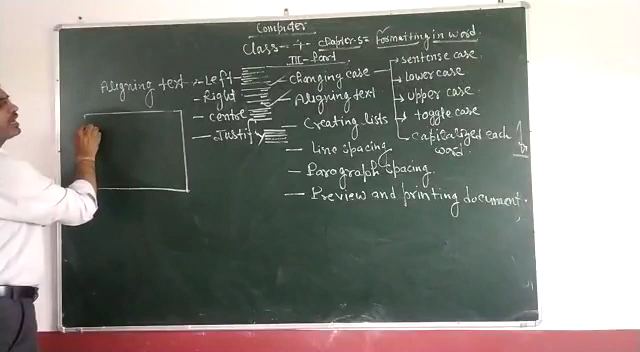 Computer
Class - 7 chapter-5= Formatting in word.
III - Part
Aligning text :- Left
Right
centre
Justify
Changing case
Aligning text
Creating lists
Line spacing
Paragraph spacing.
Preview and printing document.
sentence case
lower case
upper case
toggle case
capitalized each
word.